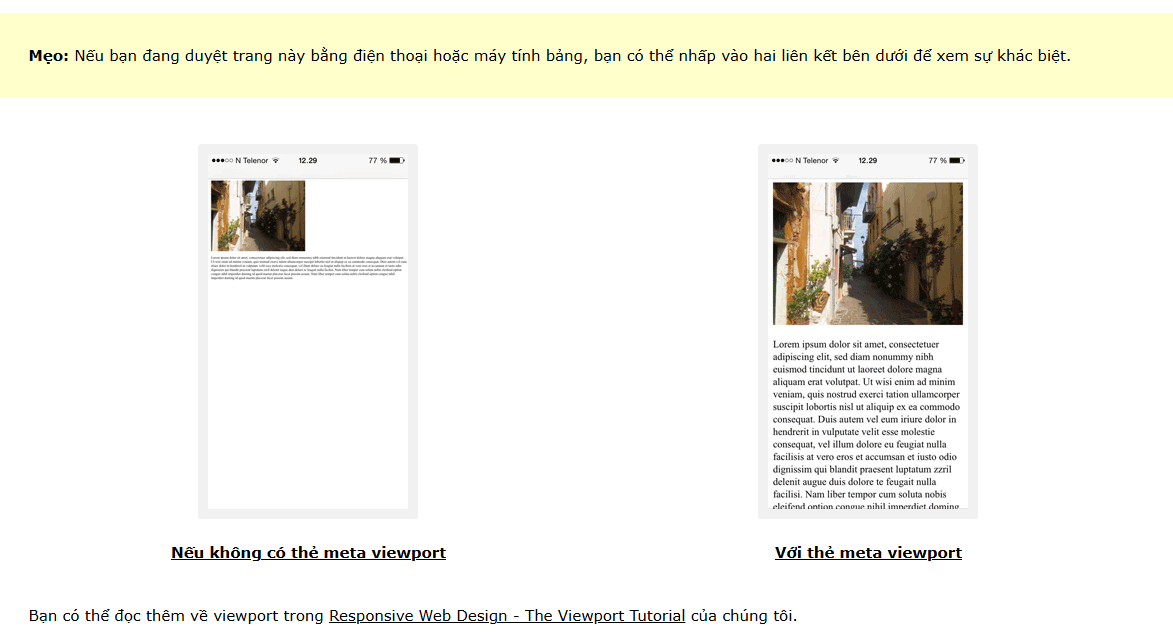 Mẹo: Nếu bạn đang duyệt trang này bằng điện thoại hoặc máy tính bảng, bạn có thể nhấp vào hai liên kết bên dưới để xem sự khác biệt.
N Telenor 12.29 77 %
N Telenor 12.29 77 %
Lorem ipsum dolor sit amet, consectetuer
adipiscing elit, sed diam nonummy nibh
euismod tincidunt ut laoreet dolore magna
aliquam erat volutpat. Ut wisi enim ad minim
veniam, quis nostrud exerci tation ullamcorper
suscipit lobortis nisl ut aliquip ex ea commodo
consequat. Duis autem vel eum iriure dolor in
hendrerit in vulputate velit esse molestie
consequat, vel illum dolore eu feugiat nulla
facilisis at vero eros et accumsan et iusto odio
dignissim qui blandit praesent luptatum zzril
delenit augue duis dolore te feugait nulla
facilisi. Nam liber tempor cum soluta nobis
eleifend option congue nihil imperdiet doming
Nếu không có thẻ meta viewport
Với thẻ meta viewport
Bạn có thể đọc thêm về viewport trong Responsive Web Design - The Viewport Tutorial của chúng tôi.